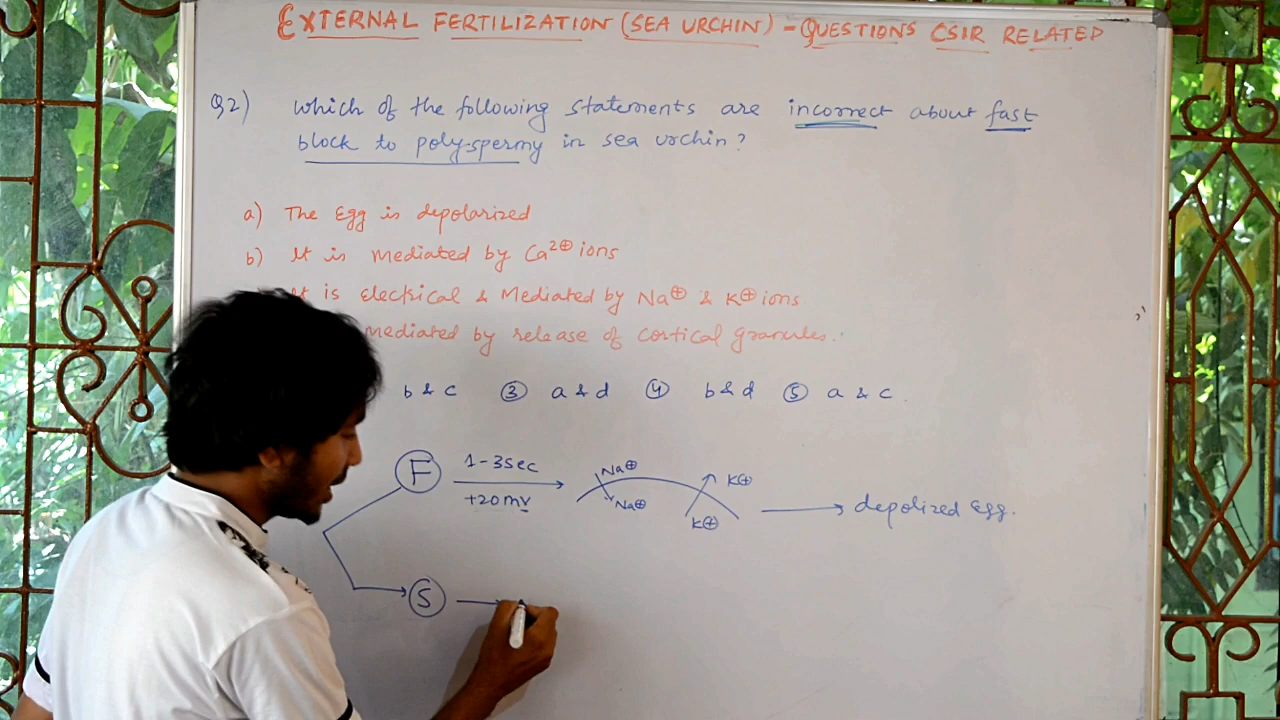 EXTERNAL FERTILIZATION (SEA URCHIN) - QUESTIONS CSIR RELATED
Q2) which of the following statements are incorrect about fast
block to poly-spermy in sea urchin?
a) The Egg is depolarized
b) It is mediated by Ca²⊕ ions
It is Electrical & Mediated by Na⊕ & K⊕ ions
mediated by release of cortical granules.
b & c ③ a & d ④ b & d ⑤ a & c.
F 1-3sec +20mv Na⊕ Na⊕ K⊕ K⊕ depolized Egg.
S